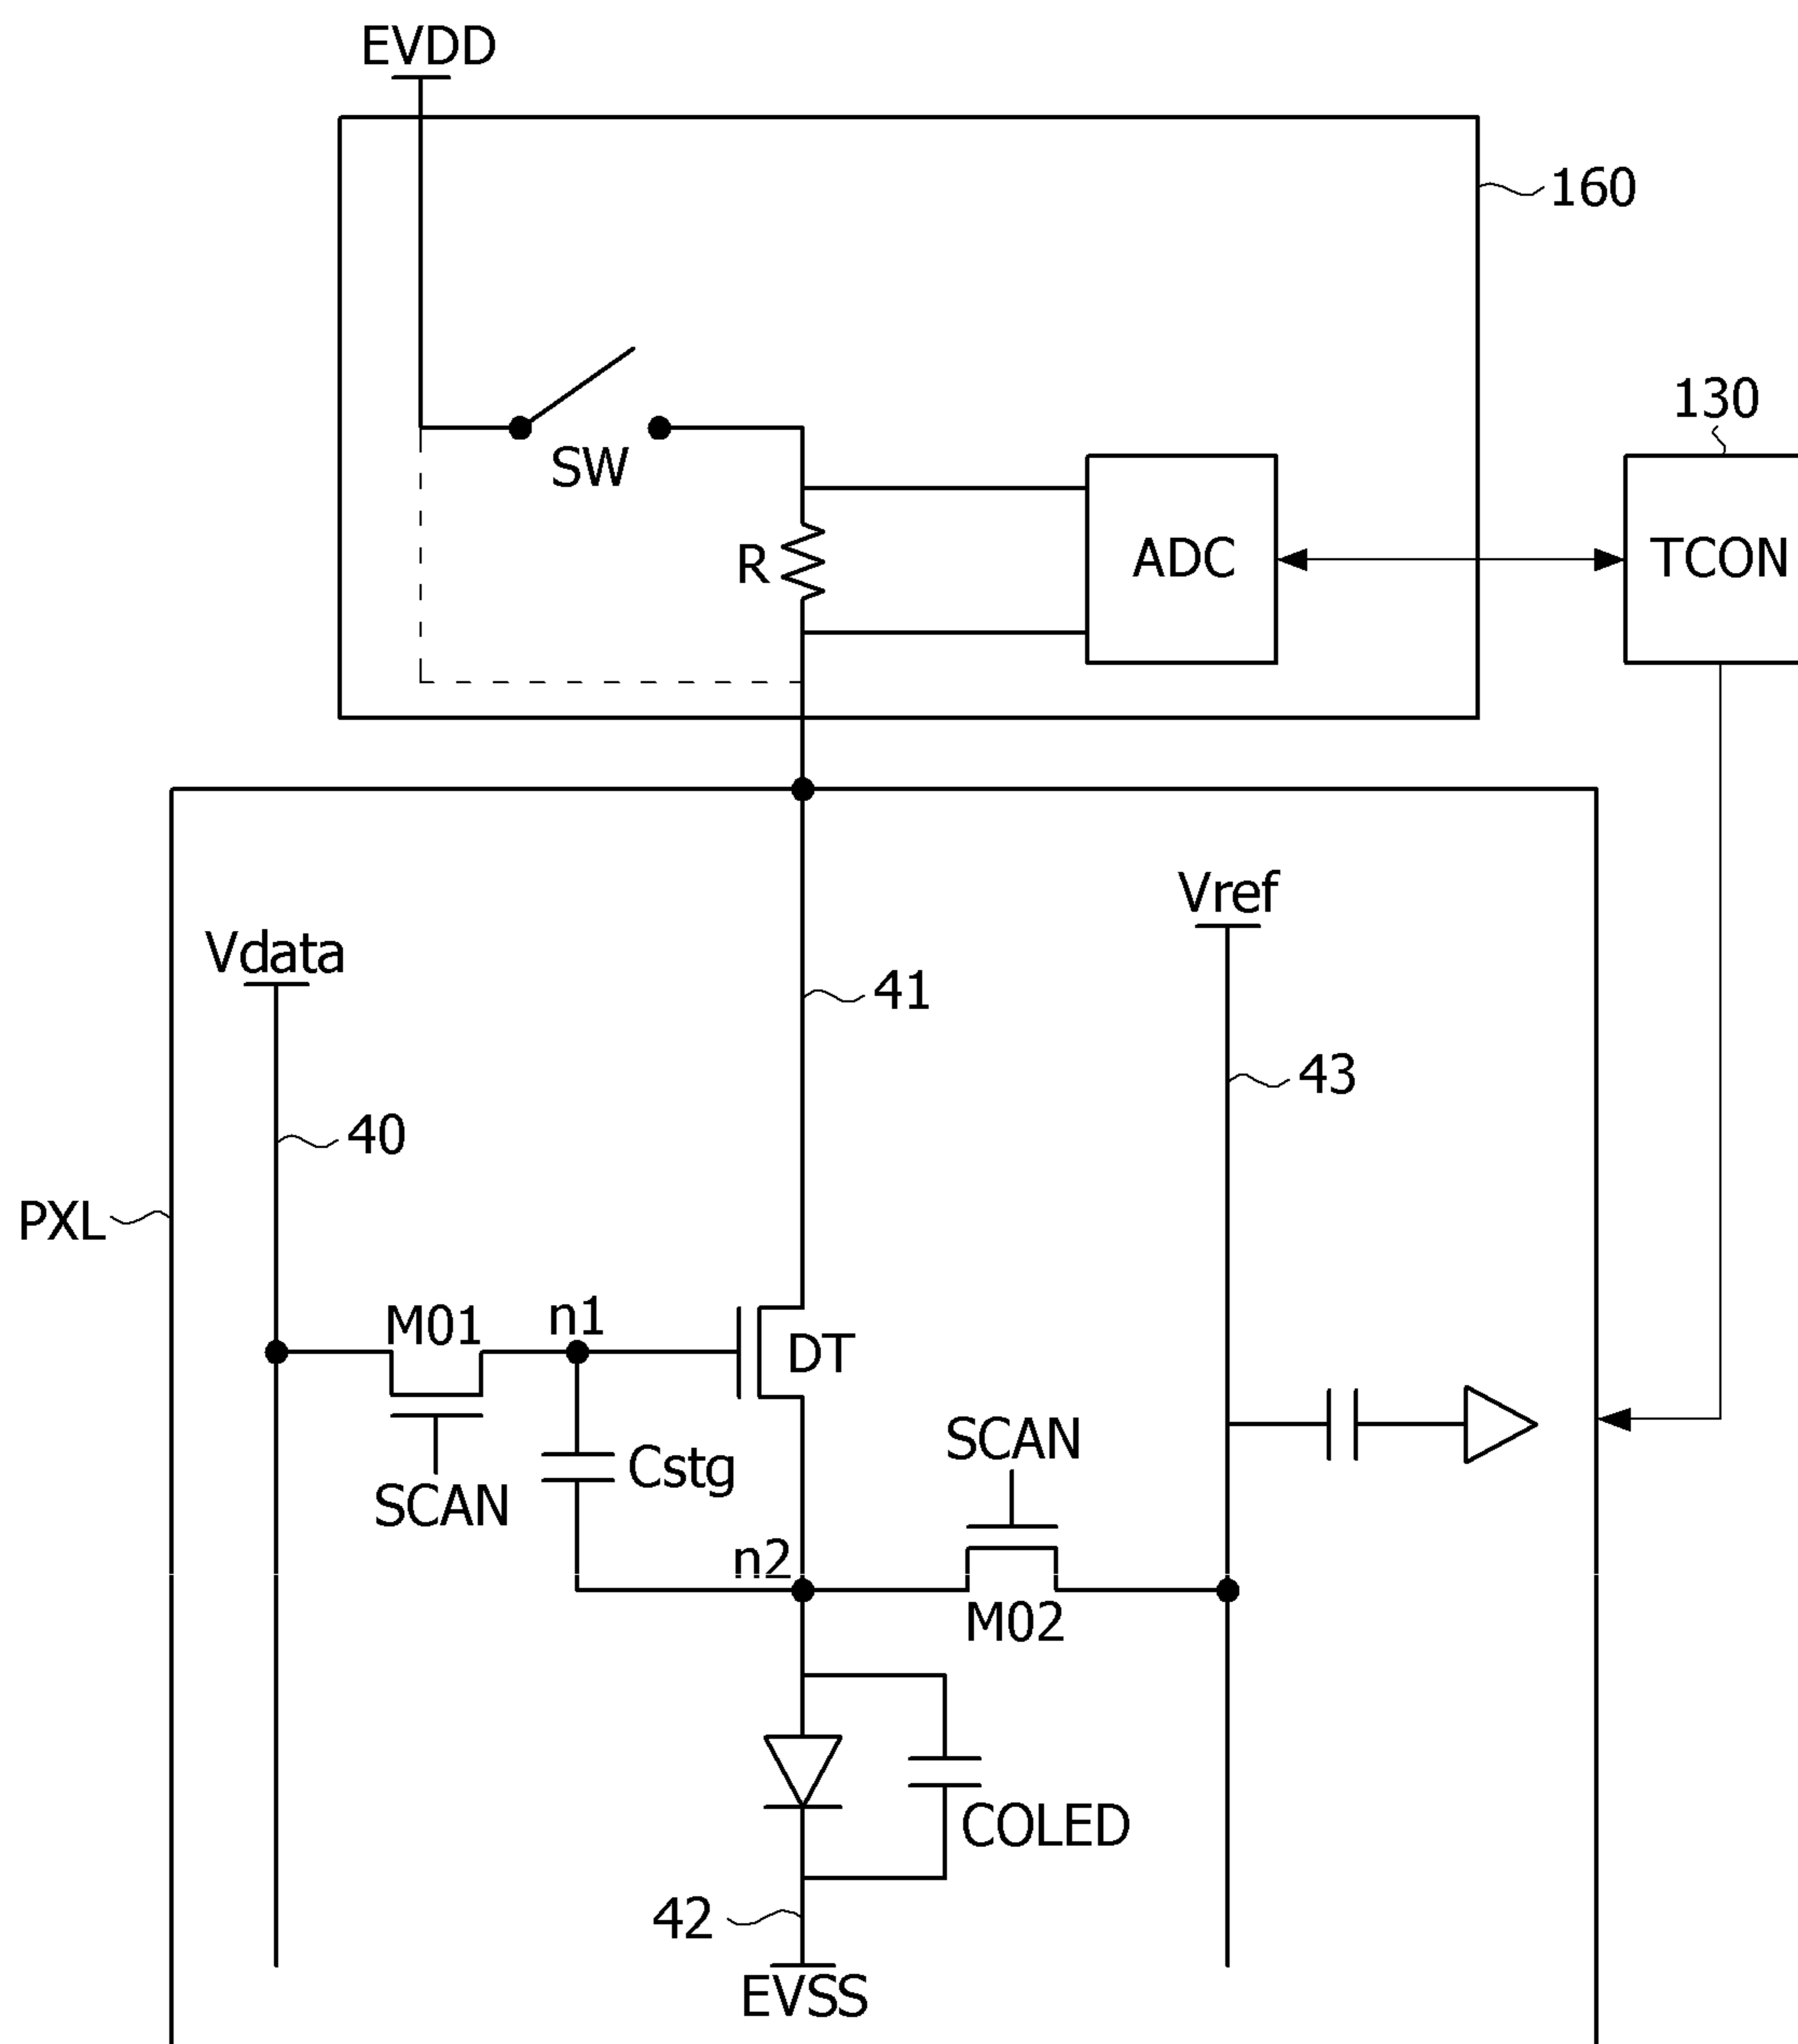 EVDD
160
130
SW
R
ADC
TCON
Vref
Vdata
41
43
40
PXL
M01
n1
DT
SCAN
Cstg
SCAN
n2
M02
COLED
42
EVSS